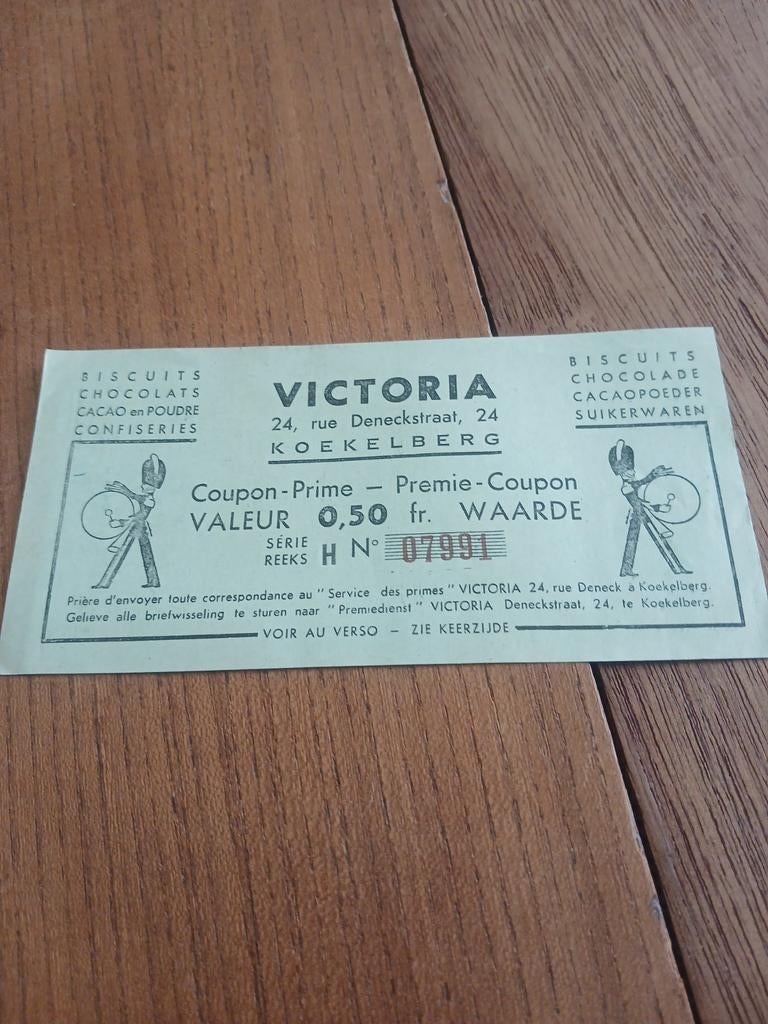 BISCUITS
CHOCOLATS
CACAO en POUDRE
CONFISERIES
VICTORIA
24, rue Deneckstraat, 24
KOEKELBERG
BISCUITS
CHOCOLADE
CACAOPOEDER
SUIKERWAREN
Coupon-Prime – Premie-Coupon
VALEUR 0,50 fr. WAARDE
SÉRIE
REEKS H N° 07991
Prière d'envoyer toute correspondance au "Service des primes" VICTORIA 24, rue Deneck à Koekelberg.
Gelieve alle briefwisseling te sturen naar "Premiedienst" VICTORIA Deneckstraat, 24, te Koekelberg.
VOIR AU VERSO – ZIE KEERZIJDE